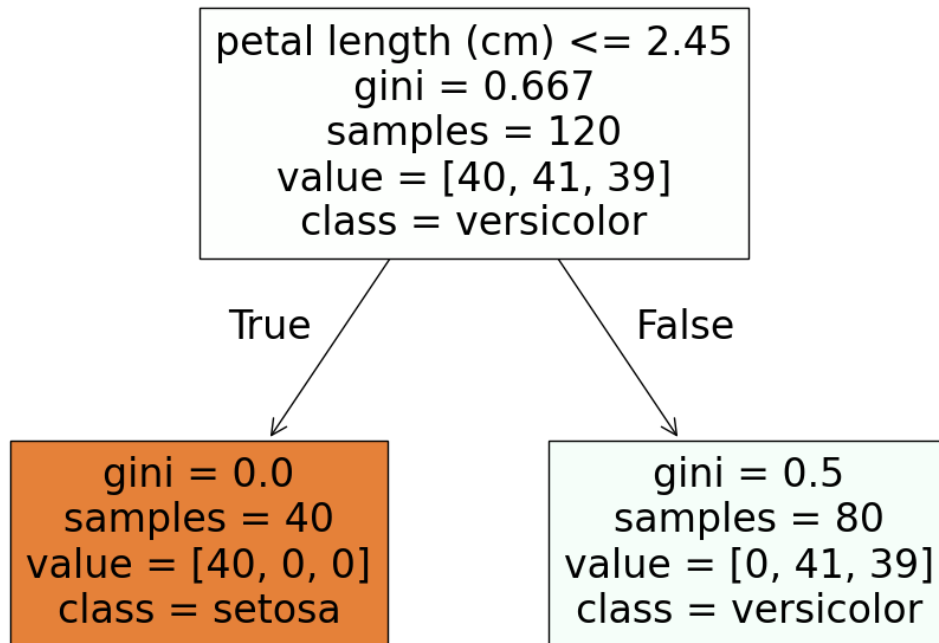 petal length (cm) <= 2.45
gini = 0.667
samples = 120
value = [40, 41, 39]
class = versicolor
True
False
gini = 0.0
samples = 40
value = [40, 0, 0]
class = setosa
gini = 0.5
samples = 80
value = [0, 41, 39]
class = versicolor